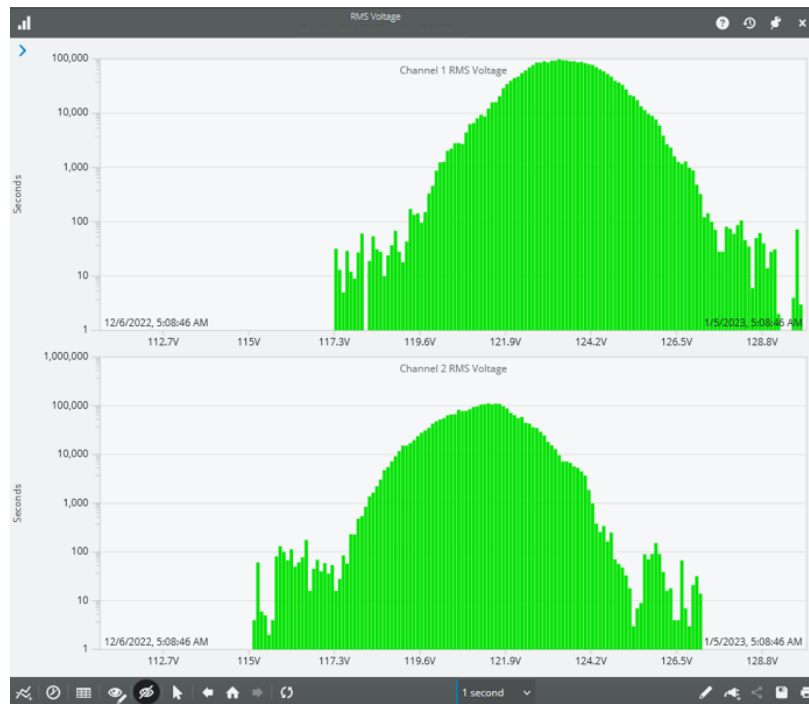 RMS Voltage
Channel 1 RMS Voltage
100,000
10,000
1,000
100
10
1
Seconds
12/6/2022, 5:08:46 AM
1/5/2023, 5:08:46 AM
112.7V 115V 117.3V 119.6V 121.9V 124.2V 126.5V 128.8V
Channel 2 RMS Voltage
1,000,000
100,000
10,000
1,000
100
10
1
Seconds
12/6/2022, 5:08:46 AM
1/5/2023, 5:08:46 AM
112.7V 115V 117.3V 119.6V 121.9V 124.2V 126.5V 128.8V
1 second